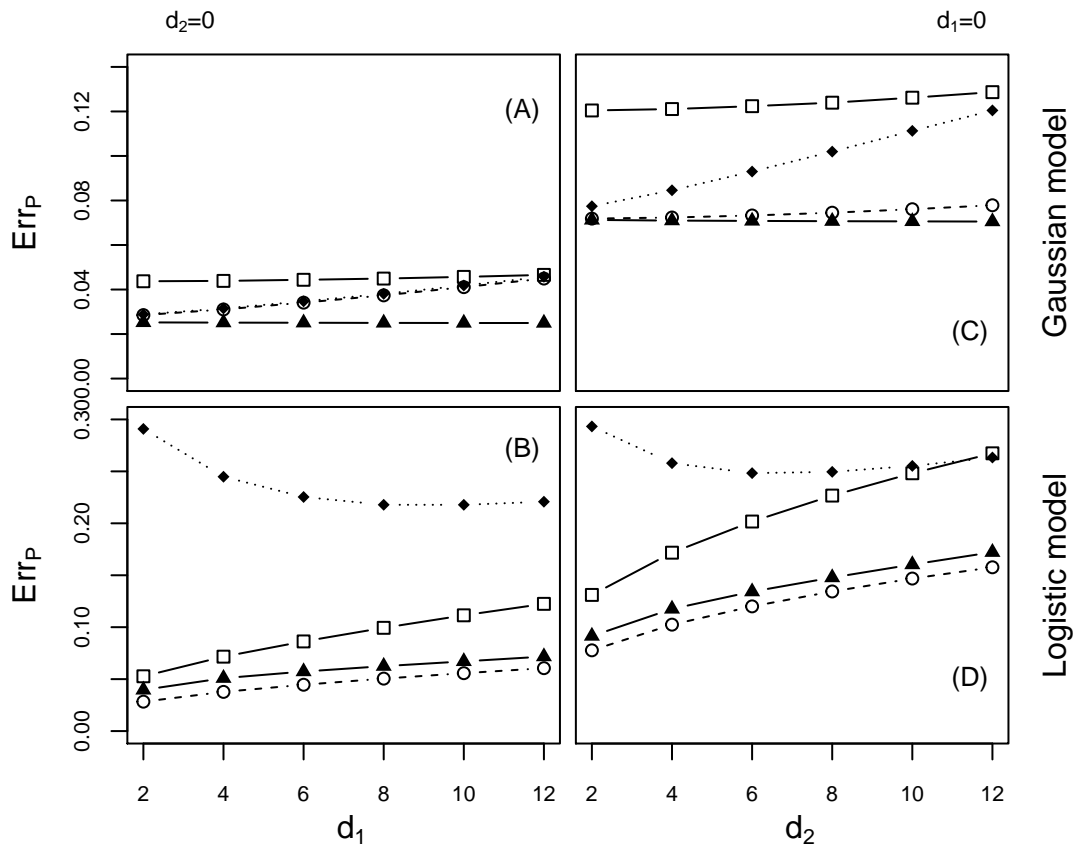 d₂=0
d₁=0
0.12
0.08
0.04
0.00
Err_P
(A)
(C)
Gaussian model
0.30
0.20
0.10
0.00
Err_P
(B)
(D)
Logistic model
2 4 6 8 10 12
2 4 6 8 10 12
d₁
d₂